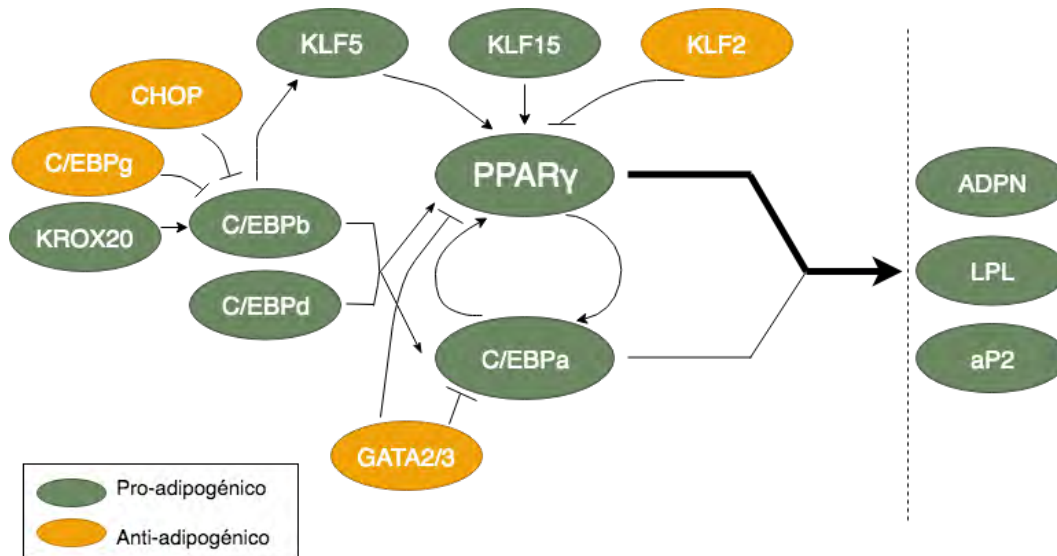 KLF5
KLF15
KLF2
CHOP
C/EBPg
PPARγ
ADPN
KROX20
C/EBPb
C/EBPd
LPL
C/EBPa
aP2
GATA2/3
Pro-adipogénico
Anti-adipogénico